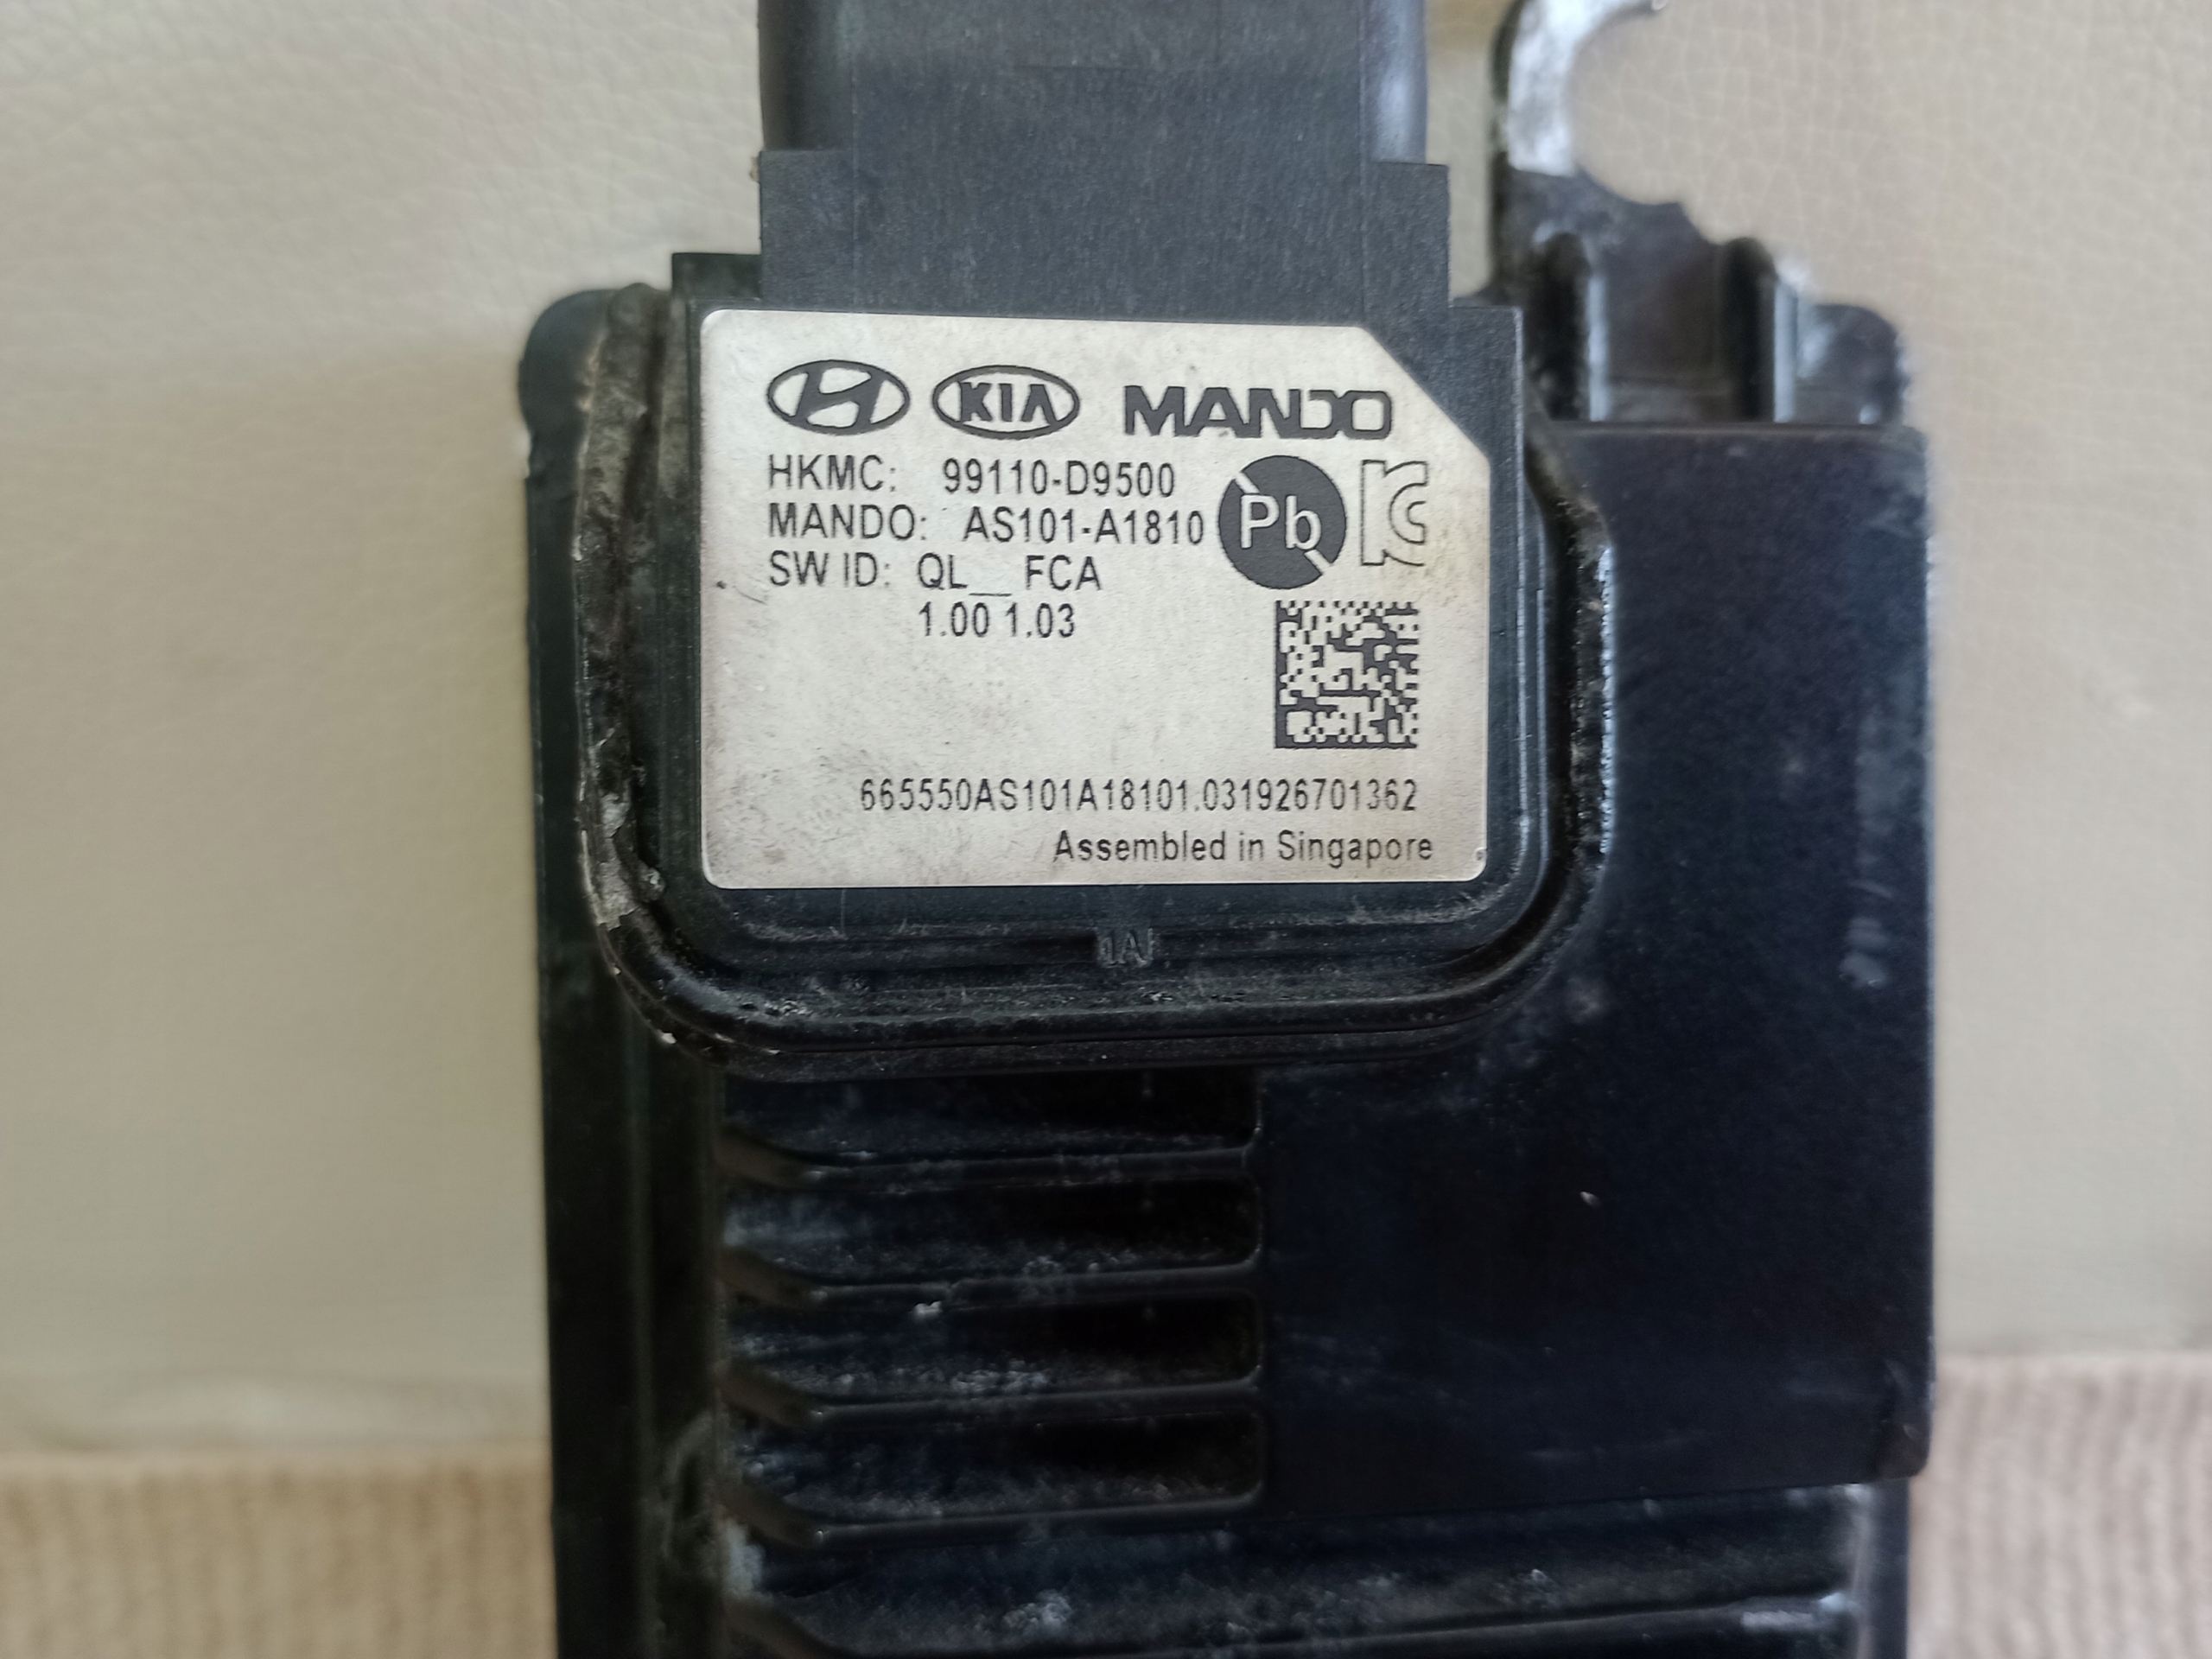 KIA MANDO
HKMC: 99110-D9500
MANDO: AS101-A1810
Pb
SW ID: QL__FCA
1.00 1.03
665550AS101A18101.031926701362
Assembled in Singapore
1A